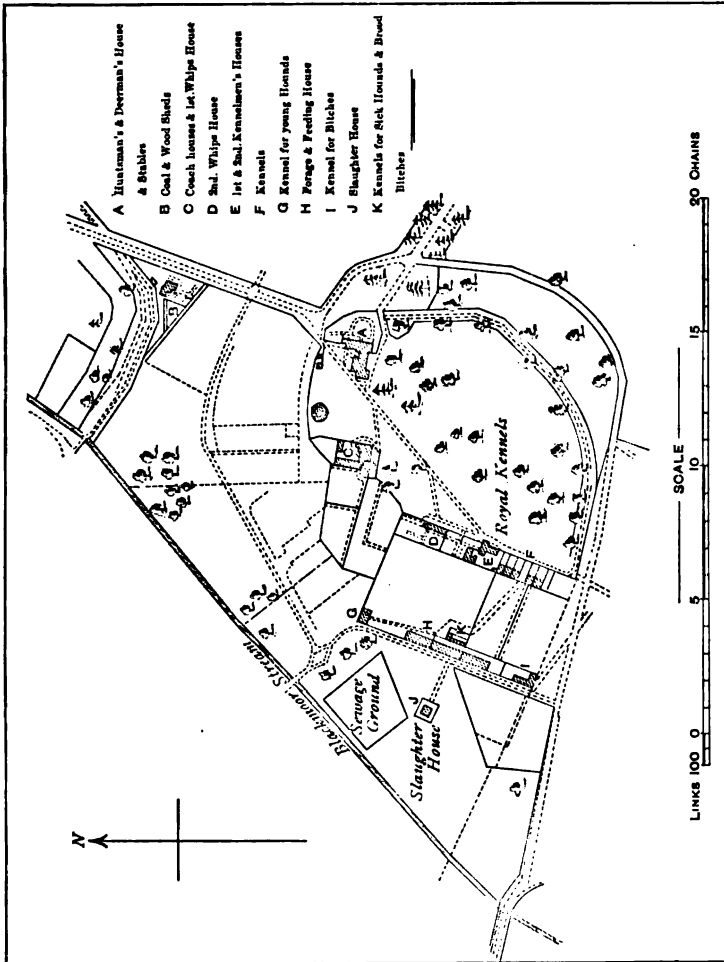 A Huntsman's & Deerman's House
& Stables
B Coal & Wood Sheds
C Coach houses & 1st. Whips House
D 2nd. Whips House
E 1st & 2nd. Kennelmen's Houses
F Kennels
G Kennel for young Hounds
H Forage & Feeding House
I Kennel for Bitches
J Slaughter House
K Kennels for Sick Hounds & Brood
Bitches
N
Blackmoor Stream
Sewage
Ground
Slaughter
House
Royal Kennels
A
B
C
D
E
F
G
H
I
J
K
SCALE
LINKS 100 0 5 10 15 20 CHAINS